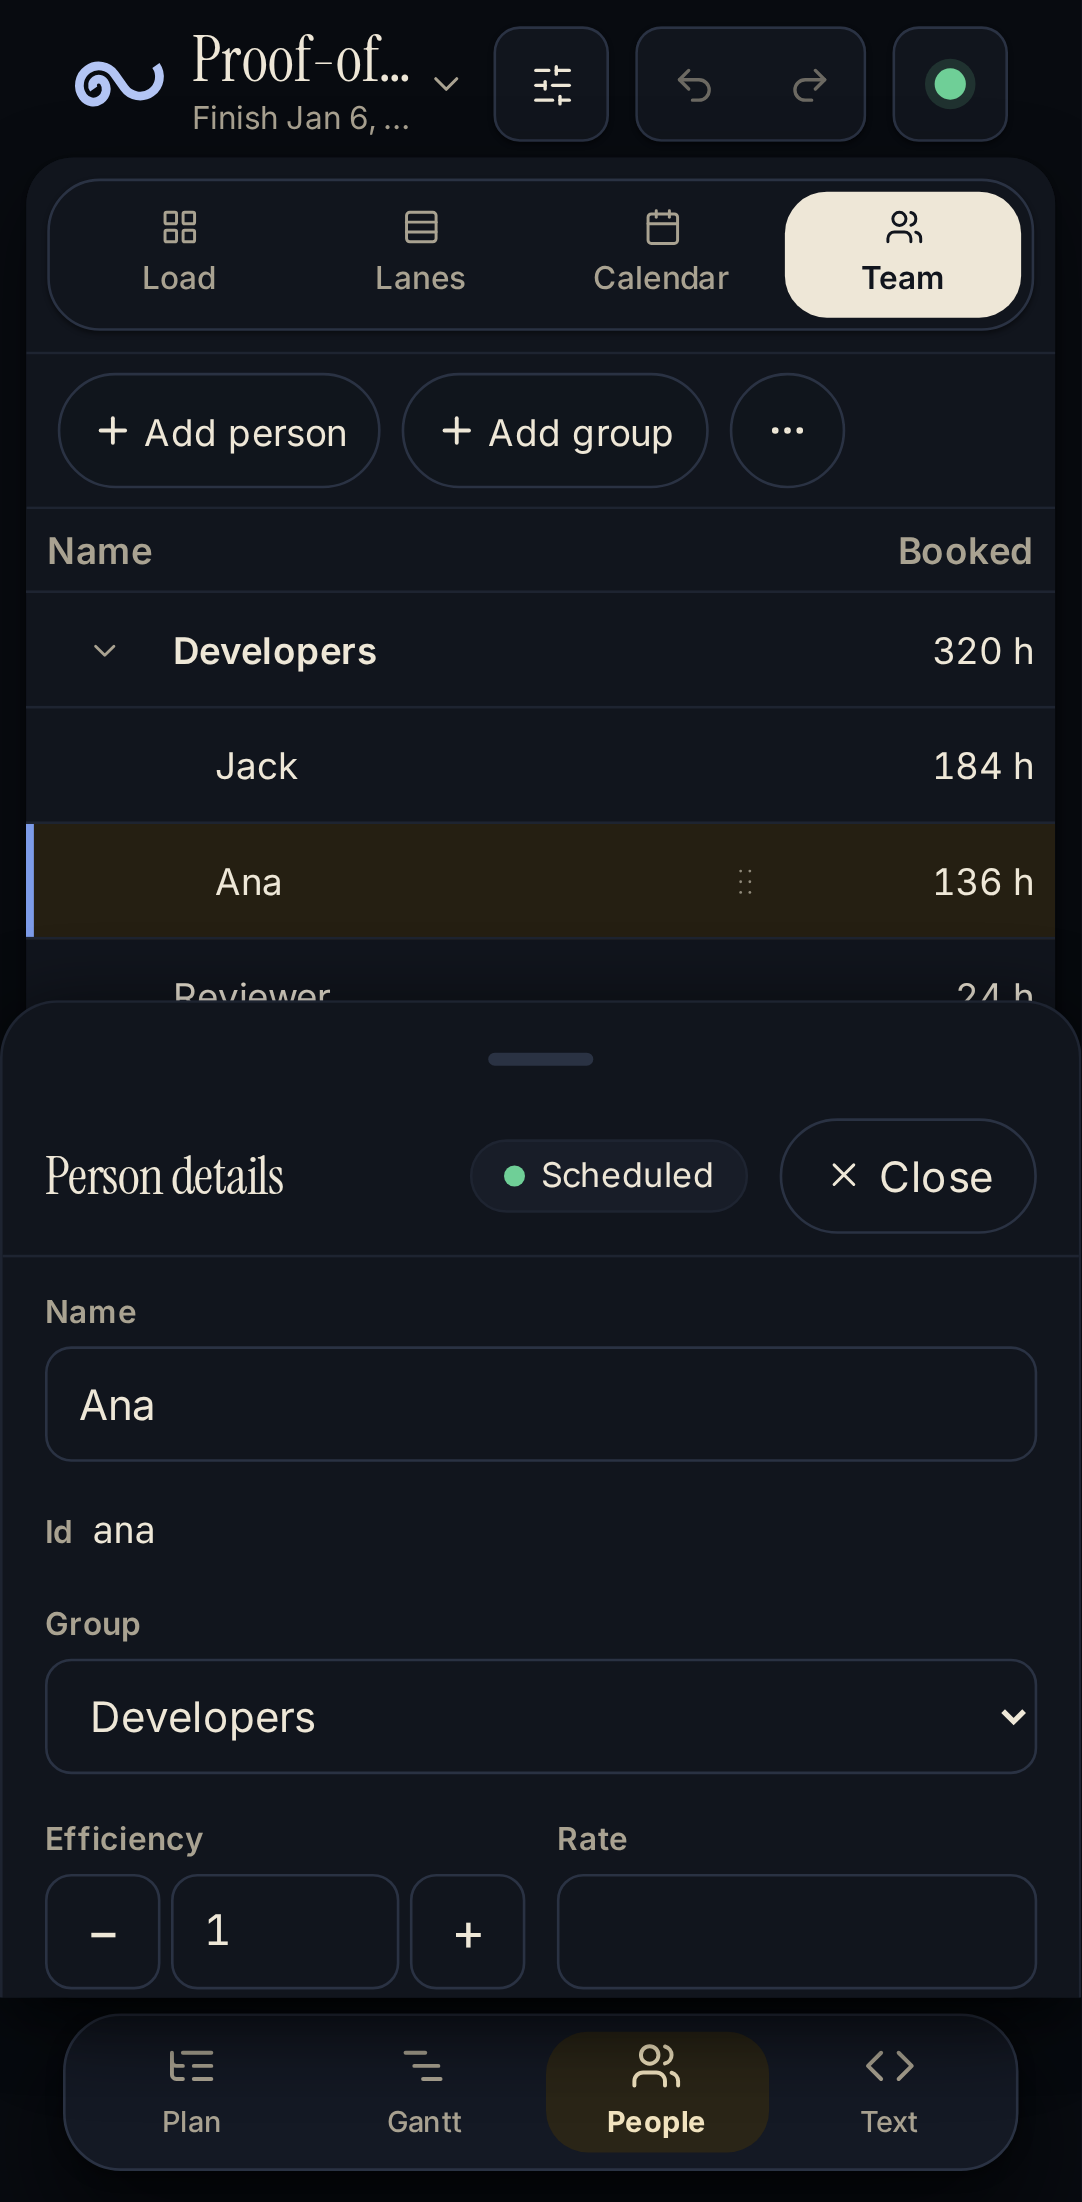 Proof-of...
Finish Jan 6, ...
Load Lanes Calendar Team
+ Add person + Add group ...
Name Booked
Developers 320 h
Jack 184 h
Ana 136 h
Reviewer 24 h
Person details Scheduled Close
Name
Ana
Id ana
Group
Developers
Efficiency Rate
− 1 +
Plan Gantt People Text